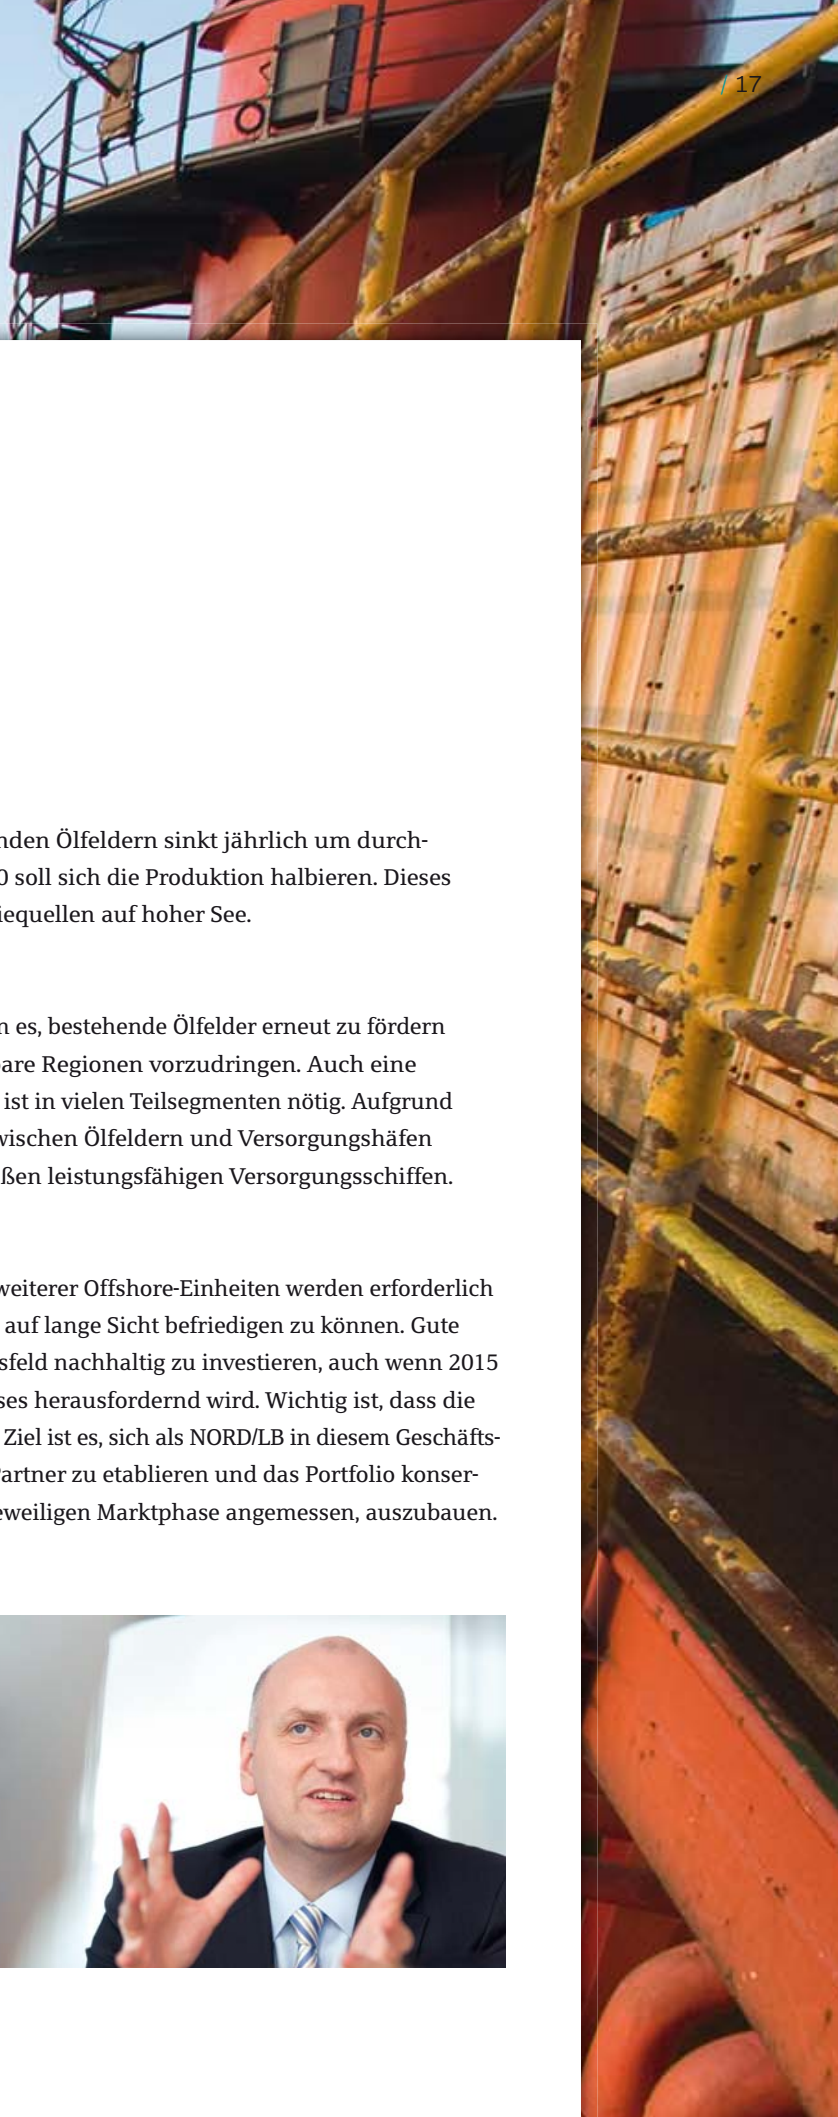 / 17
nden Ölfeldern sinkt jährlich um durch-
0 soll sich die Produktion halbieren. Dieses
iequellen auf hoher See.
n es, bestehende Ölfelder erneut zu fördern
are Regionen vorzudringen. Auch eine
ist in vielen Teilsegmenten nötig. Aufgrund
wischen Ölfeldern und Versorgungshäfen
ßen leistungsfähigen Versorgungsschiffen.
weiterer Offshore-Einheiten werden erforderlich
auf lange Sicht befriedigen zu können. Gute
sfeld nachhaltig zu investieren, auch wenn 2015
ses herausfordernd wird. Wichtig ist, dass die
Ziel ist es, sich als NORD/LB in diesem Geschäfts-
Partner zu etablieren und das Portfolio konser-
eweiligen Marktphase angemessen, auszubauen.